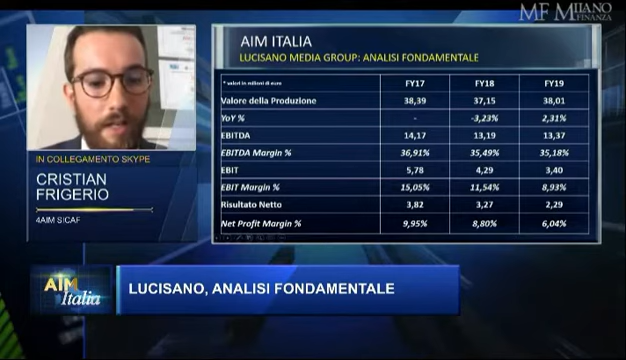 MF MILANO
FINANZA
AIM ITALIA
LUCISANO MEDIA GROUP: ANALISI FONDAMENTALE
* valori in milioni di euro FY17 FY18 FY19
Valore della Produzione 38,39 37,15 38,01
YoY % - -3,23% 2,31%
EBITDA 14,17 13,19 13,37
EBITDA Margin % 36,91% 35,49% 35,18%
EBIT 5,78 4,29 3,40
EBIT Margin % 15,05% 11,54% 8,93%
Risultato Netto 3,82 3,27 2,29
Net Profit Margin % 9,95% 8,80% 6,04%
IN COLLEGAMENTO SKYPE
CRISTIAN
FRIGERIO
4AIM SICAF
AIM
Italia
LUCISANO, ANALISI FONDAMENTALE